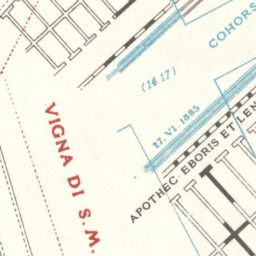 COHORS
(14 17)
27. VI. 1885
VIGNA DI S. M.
APOTHEC. EBORIS ET LEN